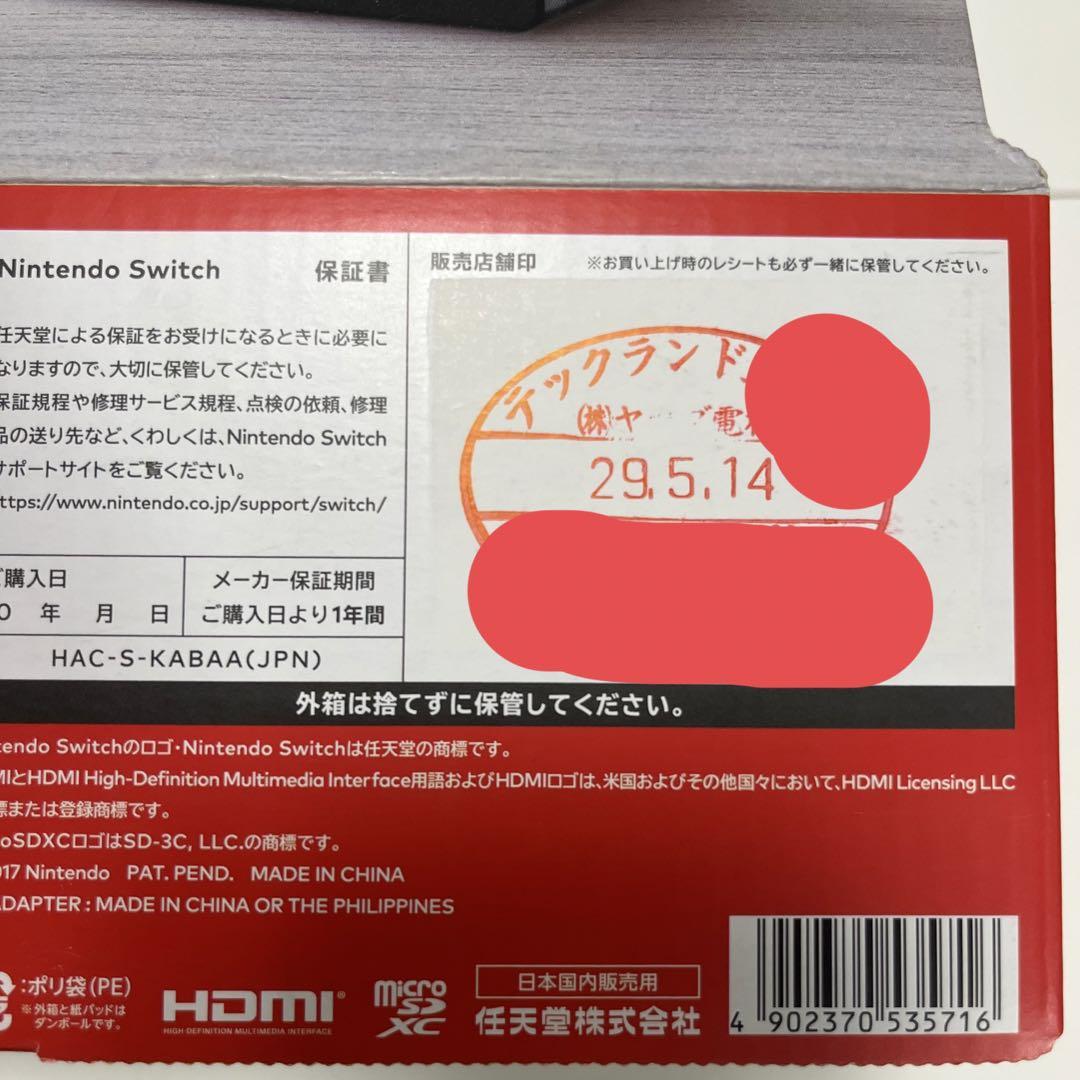 Nintendo Switch 保証書
任天堂による保証をお受けになるときに必要に
なりますので、大切に保管してください。
保証規程や修理サービス規程、点検の依頼、修理
品の送り先など、くわしくは、Nintendo Switch
サポートサイトをご覧ください。
ttps://www.nintendo.co.jp/support/switch/
ご購入日
0 年 月 日
メーカー保証期間
ご購入日より1年間
HAC-S-KABAA(JPN)
販売店舗印 ※お買い上げ時のレシートも必ず一緒に保管してください。
テックランド
(株)ヤ ダ電
29.5.14
外箱は捨てずに保管してください。
tendo Switchのロゴ・Nintendo Switchは任天堂の商標です。
MIとHDMI High-Definition Multimedia Interface用語およびHDMIロゴは、米国およびその他国々において、HDMI Licensing LLC
標または登録商標です。
oSDXCロゴはSD-3C, LLC.の商標です。
017 Nintendo PAT. PEND. MADE IN CHINA
ADAPTER : MADE IN CHINA OR THE PHILIPPINES
:ポリ袋(PE)
※外箱と紙パッドは
ダンボールです。
HDMI®
HIGH-DEFINITION MULTIMEDIA INTERFACE
micro
SD
XC
日本国内販売用
任天堂株式会社
4 902370 535716